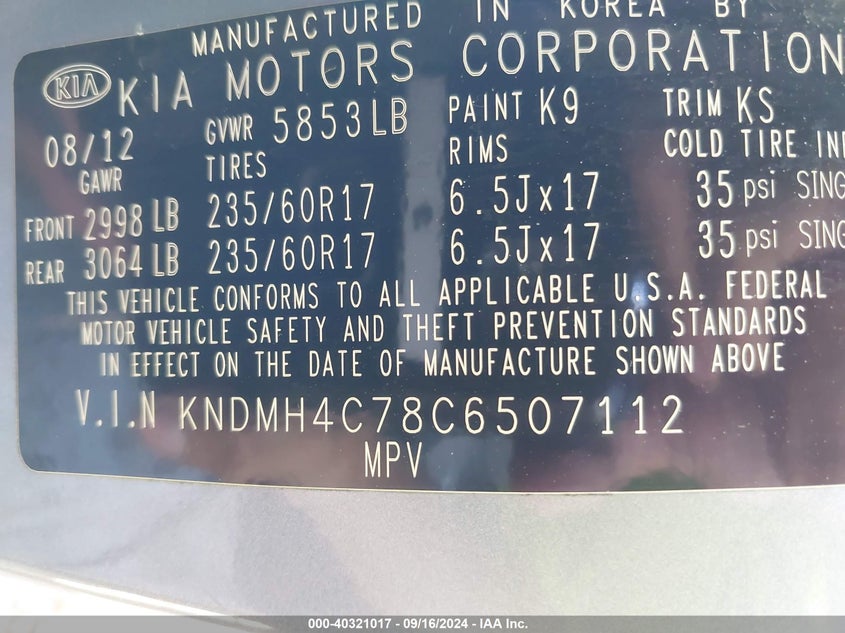 MANUFACTURED IN KOREA BY
KIA KIA MOTORS CORPORATION
08/12 GVWR 5853 LB PAINT K9 TRIM KS
GAWR TIRES RIMS COLD TIRE
FRONT 2998 LB 235/60R17 6.5Jx17 35 psi
REAR 3064 LB 235/60R17 6.5Jx17 35 psi
THIS VEHICLE CONFORMS TO ALL APPLICABLE U.S.A. FEDERAL
MOTOR VEHICLE SAFETY AND THEFT PREVENTION STANDARDS
IN EFFECT ON THE DATE OF MANUFACTURE SHOWN ABOVE
V.I.N KNDMH4C78C6507112
MPV
000-40321017 - 09/16/2024 - IAA Inc.